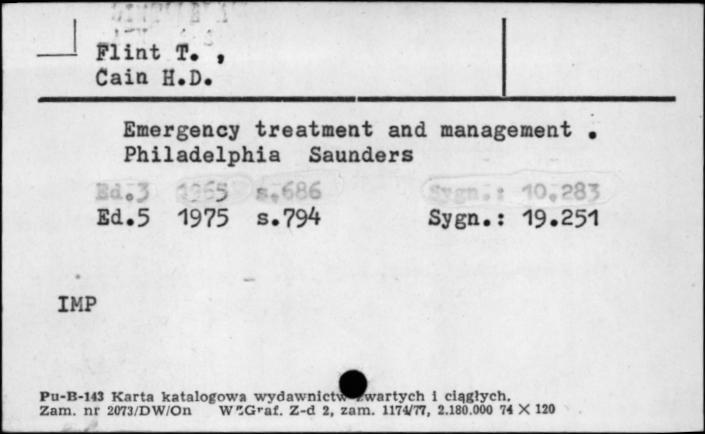 Flint T. ,
Cain H.D.
Emergency treatment and management .
Philadelphia Saunders
Ed.3 1965 s.686 Sygn.: 10.283
Ed.5 1975 s.794 Sygn.: 19.251
IMP
Pu-B-143 Karta katalogowa wydawnictw zwartych i ciągłych.
Zam. nr 2073/DW/On WZGraf. Z-d 2, zam. 1174/77, 2.180.000 74 X 120